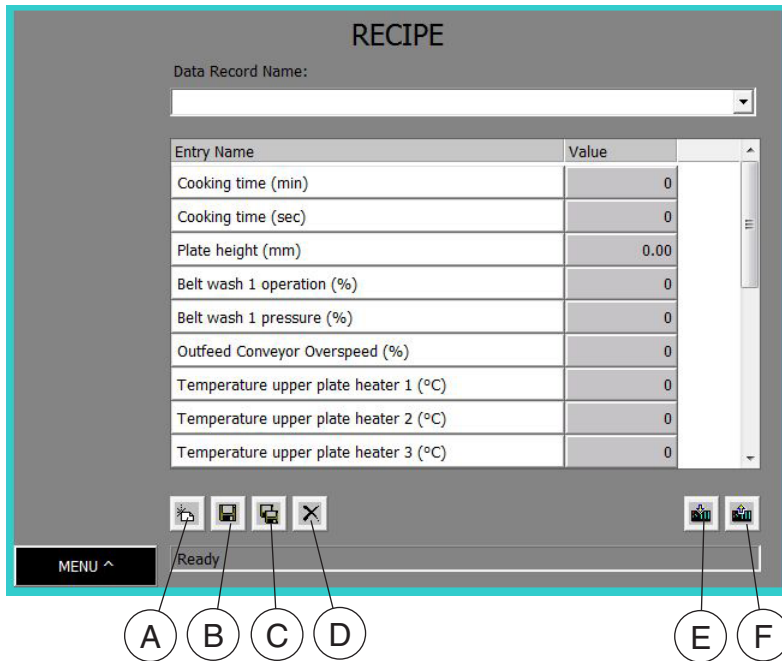 RECIPE
Data Record Name:
Entry Name Value
Cooking time (min) 0
Cooking time (sec) 0
Plate height (mm) 0.00
Belt wash 1 operation (%) 0
Belt wash 1 pressure (%) 0
Outfeed Conveyor Overspeed (%) 0
Temperature upper plate heater 1 (°C) 0
Temperature upper plate heater 2 (°C) 0
Temperature upper plate heater 3 (°C) 0
MENU ^ Ready
A B C D E F